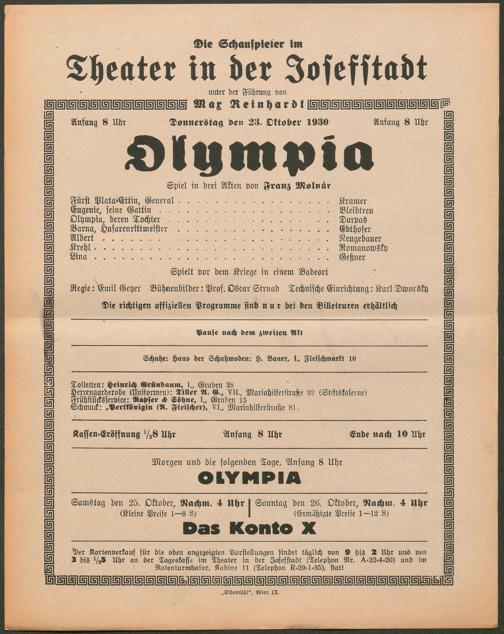 Die Schauspieler im
Theater in der Josefstadt
unter der Führung von
Max Reinhardt
Anfang 8 Uhr Donnerstag den 23. Oktober 1930 Anfang 8 Uhr
Olympia
Spiel in drei Akten von Franz Molnár
Fürst Plata-Ettin, General . . . . . . . . . . . . . . Kramer
Eugenie, seine Gattin . . . . . . . . . . . . . . Bleibtreu
Olympia, deren Tochter . . . . . . . . . . . . . . Darvas
Barna, Husarenrittmeister . . . . . . . . . . . . . . Edthofer
Albert . . . . . . . . . . . . . . Neugebauer
Krehl . . . . . . . . . . . . . . Romanowsky
Lina . . . . . . . . . . . . . . Geßner
Spielt vor dem Kriege in einem Badeort
Regie: Emil Geyer Bühnenbilder: Prof. Oscar Strnad Technische Einrichtung: Karl Dworsky
Die richtigen offiziellen Programme sind nur bei den Billeteuren erhältlich
Pause nach dem zweiten Akt
Schuhe: Haus der Schuhmoden: H. Bauer, I., Fleischmarkt 10
Toiletten: Heinrich Grünbaum, I., Graben 28
Herrengarderobe (Uniformen): Tiller A. G., VII., Mariahilferstraße 22 (Stiftskaserne)
Frühstücksservice: Rayser & Söhne, I., Graben 15
Schmuck: „Perlkönigin (R. Fleischer), VI., Mariahilferstraße 81.
Kassen-Eröffnung 1/28 Uhr Anfang 8 Uhr Ende nach 10 Uhr
Morgen und die folgenden Tage, Anfang 8 Uhr
OLYMPIA
Samstag den 25. Oktober, Nachm. 4 Uhr Sonntag den 26. Oktober, Nachm. 4 Uhr
(Kleine Preise 1—8 S) (Ermäßigte Preise 1—12 S)
Das Konto X
Der Kartenverkauf für die oben angezeigten Vorstellungen findet täglich von 9 bis 2 Uhr und von
3 bis 1/25 Uhr an der Tageskasse im Theater in der Josefstadt (Telephon Nr. A-22-4-20) und im
Rotenturmbazar, Kabine 11 (Telephon R-29-1-35), statt
„Elbemühl“, Wien IX.